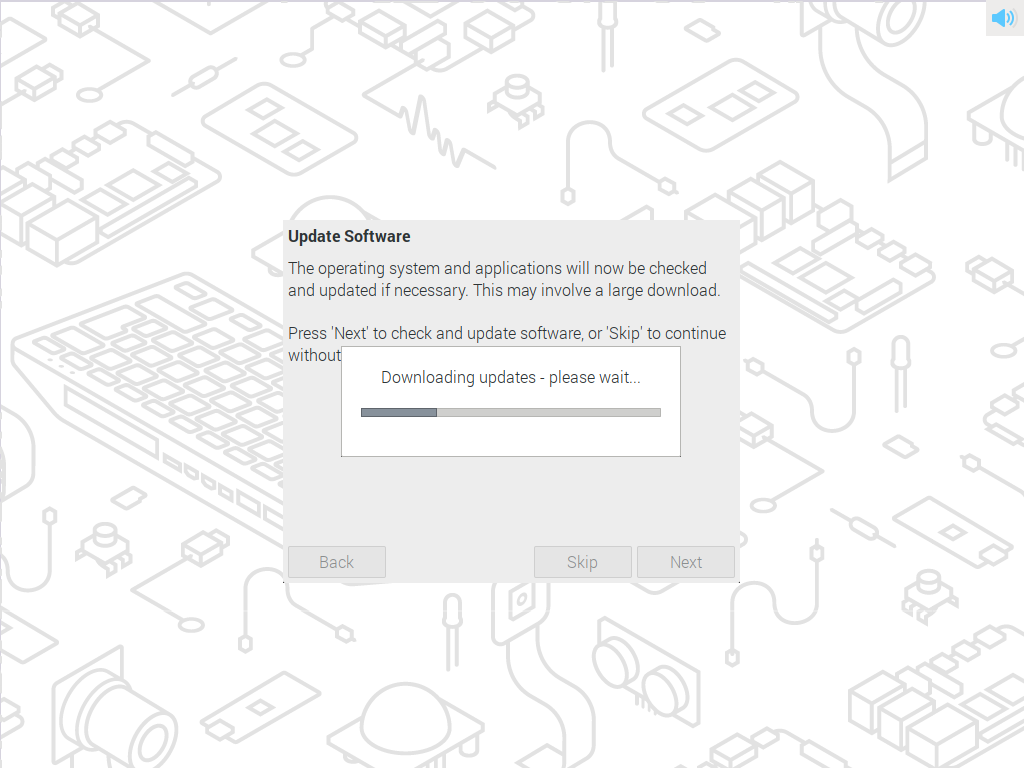 Update Software
The operating system and applications will now be checked
and updated if necessary. This may involve a large download.
Press 'Next' to check and update software, or 'Skip' to continue
without
Downloading updates - please wait...
Back
Skip
Next